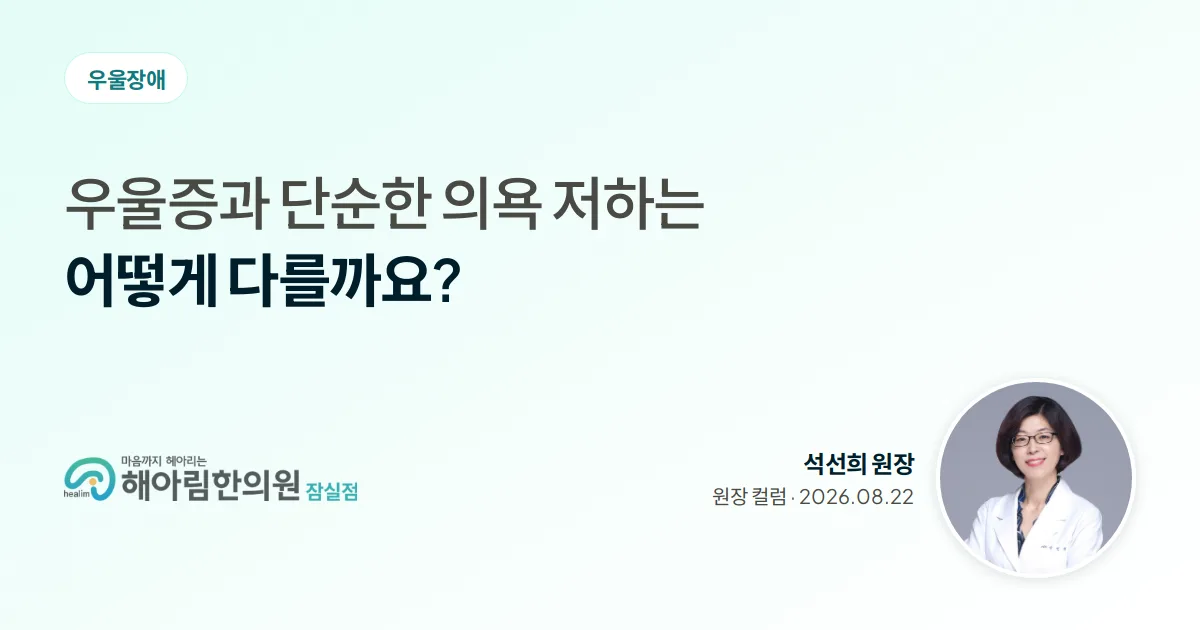 우울장애
우울증과 단순한 의욕 저하는
어떻게 다를까요?
마음까지 헤아리는
healim 해아림한의원 잠실점
석선희 원장
원장 컬럼 · 2026.08.22